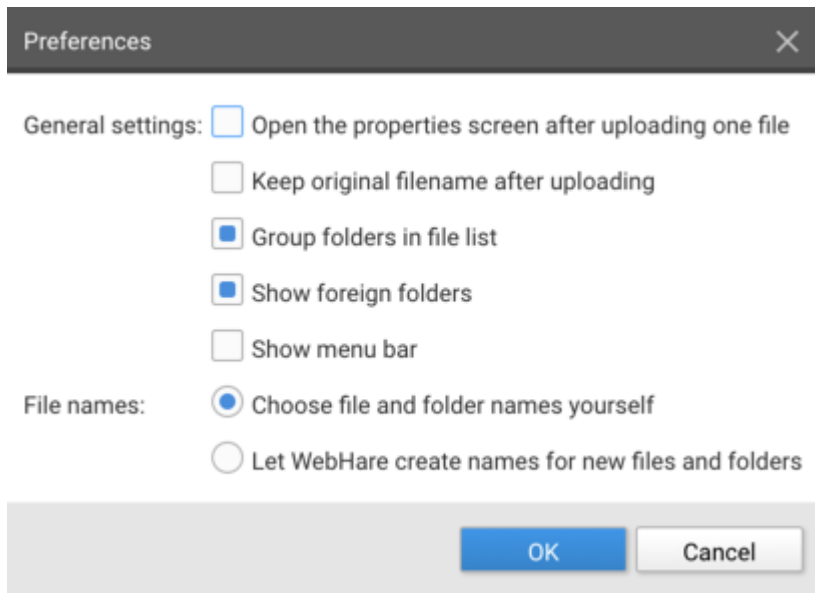 Preferences
General settings: Open the properties screen after uploading one file
Keep original filename after uploading
Group folders in file list
Show foreign folders
Show menu bar
File names: Choose file and folder names yourself
Let WebHare create names for new files and folders
OK Cancel